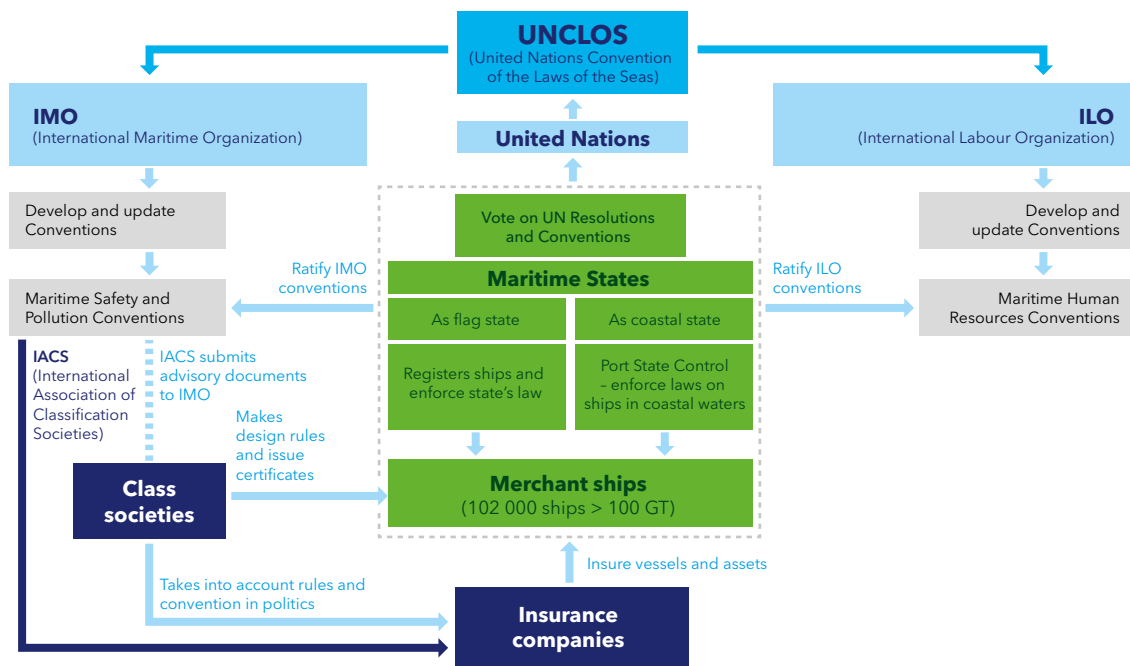 UNCLOS
(United Nations Convention
of the Laws of the Seas)
IMO
(International Maritime Organization)
United Nations
ILO
(International Labour Organization)
Develop and update
Conventions
Vote on UN Resolutions
and Conventions
Develop and
update Conventions
Ratify IMO
conventions
Maritime States
Ratify ILO
conventions
Maritime Safety and
Pollution Conventions
As flag state
As coastal state
Maritime Human
Resources Conventions
IACS
(International
Association of
Classification
Societies)
IACS submits
advisory documents
to IMO
Registers ships and
enforce state's law
Port State Control
– enforce laws on
ships in coastal waters
Makes
design rules
and issue
certificates
Class
societies
Merchant ships
(102 000 ships > 100 GT)
Insure vessels and assets
Takes into account rules and
convention in politics
Insurance
companies